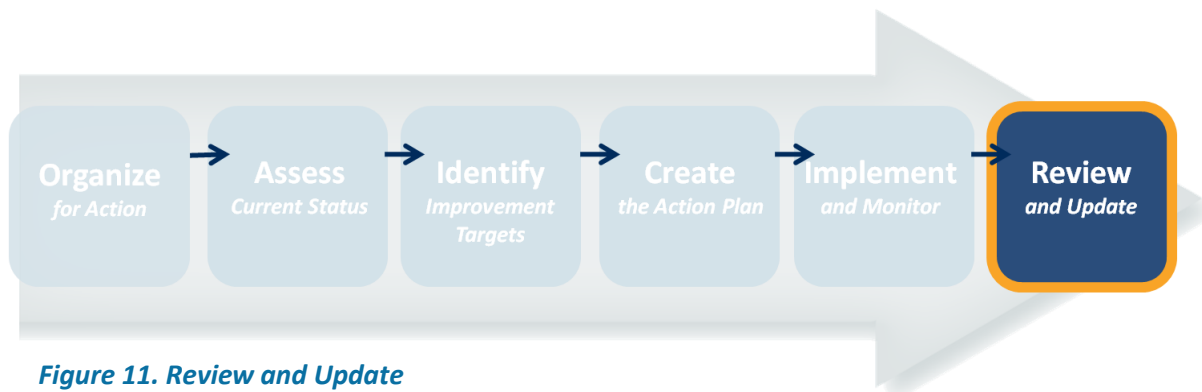 Organize
for Action
Assess
Current Status
Identify
Improvement
Targets
Create
the Action Plan
Implement
and Monitor
Review
and Update
Figure 11. Review and Update